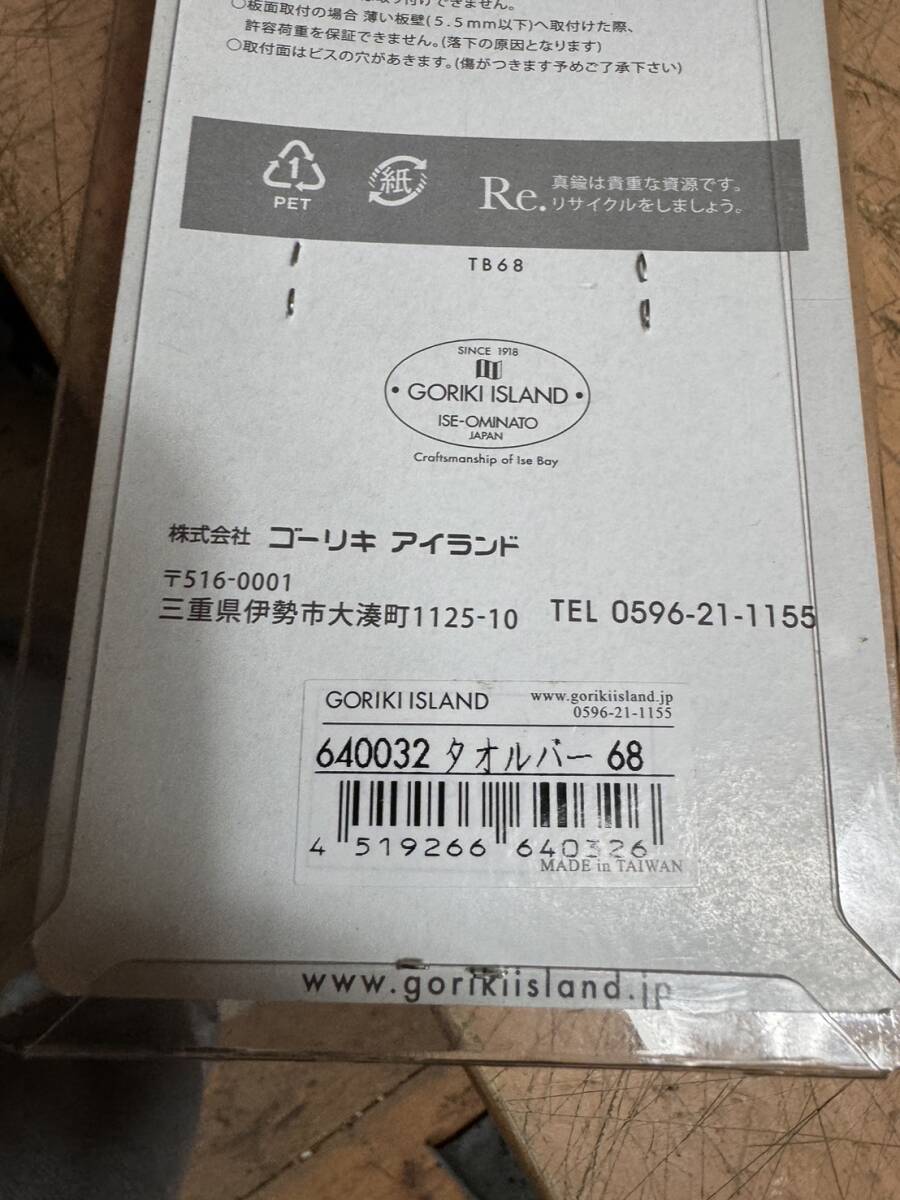 ○板面取付の場合 薄い板壁(5.5mm以下)へ取付けた際、
許容荷重を保証できません。(落下の原因となります)
○取付面はビスの穴があきます。(傷がつきます予めご了承下さい)
1
PET
紙
Re.
真鍮は貴重な資源です。
リサイクルをしましょう。
TB68
SINCE 1918
• GORIKI ISLAND •
ISE-OMINATO
JAPAN
Craftsmanship of Ise Bay
株式会社 ゴーリキ アイランド
〒516-0001
三重県伊勢市大湊町1125-10 TEL 0596-21-1155
GORIKI ISLAND www.gorikiisland.jp
0596-21-1155
640032 タオルバー 68
4 519266 640326
MADE in TAIWAN
www.gorikiisland.jp